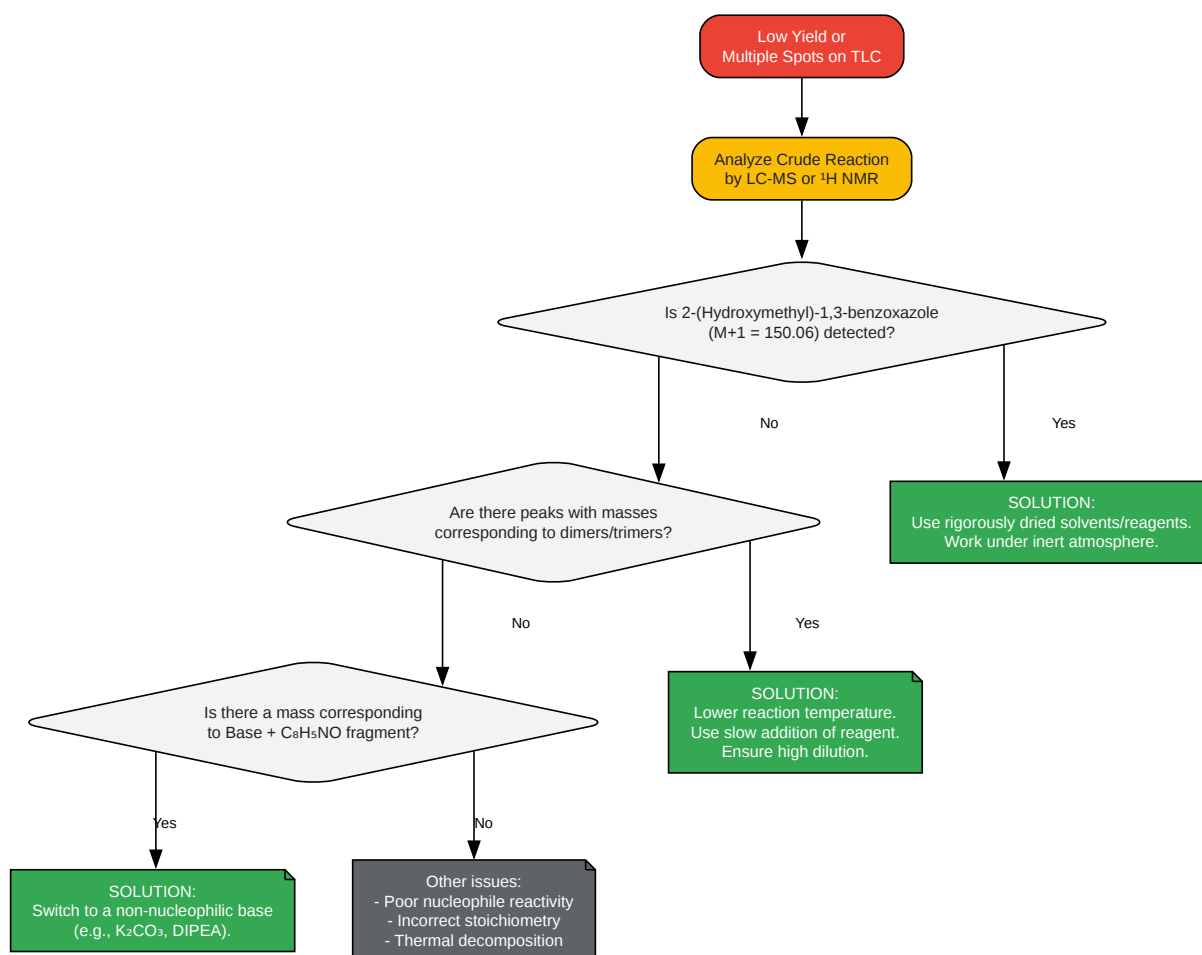 Low Yield or
Multiple Spots on TLC
Analyze Crude Reaction
by LC-MS or ¹H NMR
Is 2-(Hydroxymethyl)-1,3-benzoxazole
(M+1 = 150.06) detected?
No
Yes
Are there peaks with masses
corresponding to dimers/trimers?
SOLUTION:
Use rigorously dried solvents/reagents.
Work under inert atmosphere.
No
Yes
Is there a mass corresponding
to Base + C₈H₅NO fragment?
SOLUTION:
Lower reaction temperature.
Use slow addition of reagent.
Ensure high dilution.
Yes
No
SOLUTION:
Switch to a non-nucleophilic base
(e.g., K₂CO₃, DIPEA).
Other issues:
- Poor nucleophile reactivity
- Incorrect stoichiometry
- Thermal decomposition